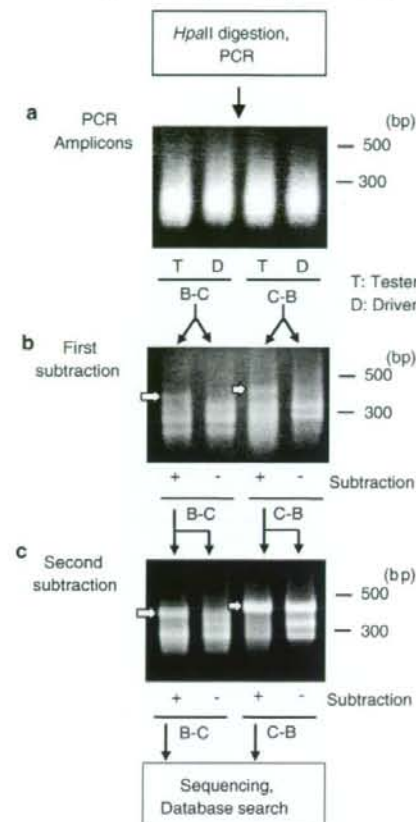 HpaII digestion,
PCR
a
PCR
Amplicons
(bp)
500
300
T D T D
B-C C-B
T: Tester
D: Driver
b
First
subtraction
(bp)
500
300
+ - + - Subtraction
B-C C-B
c
Second
subtraction
(bp)
500
300
+ - + - Subtraction
B-C C-B
Sequencing,
Database search